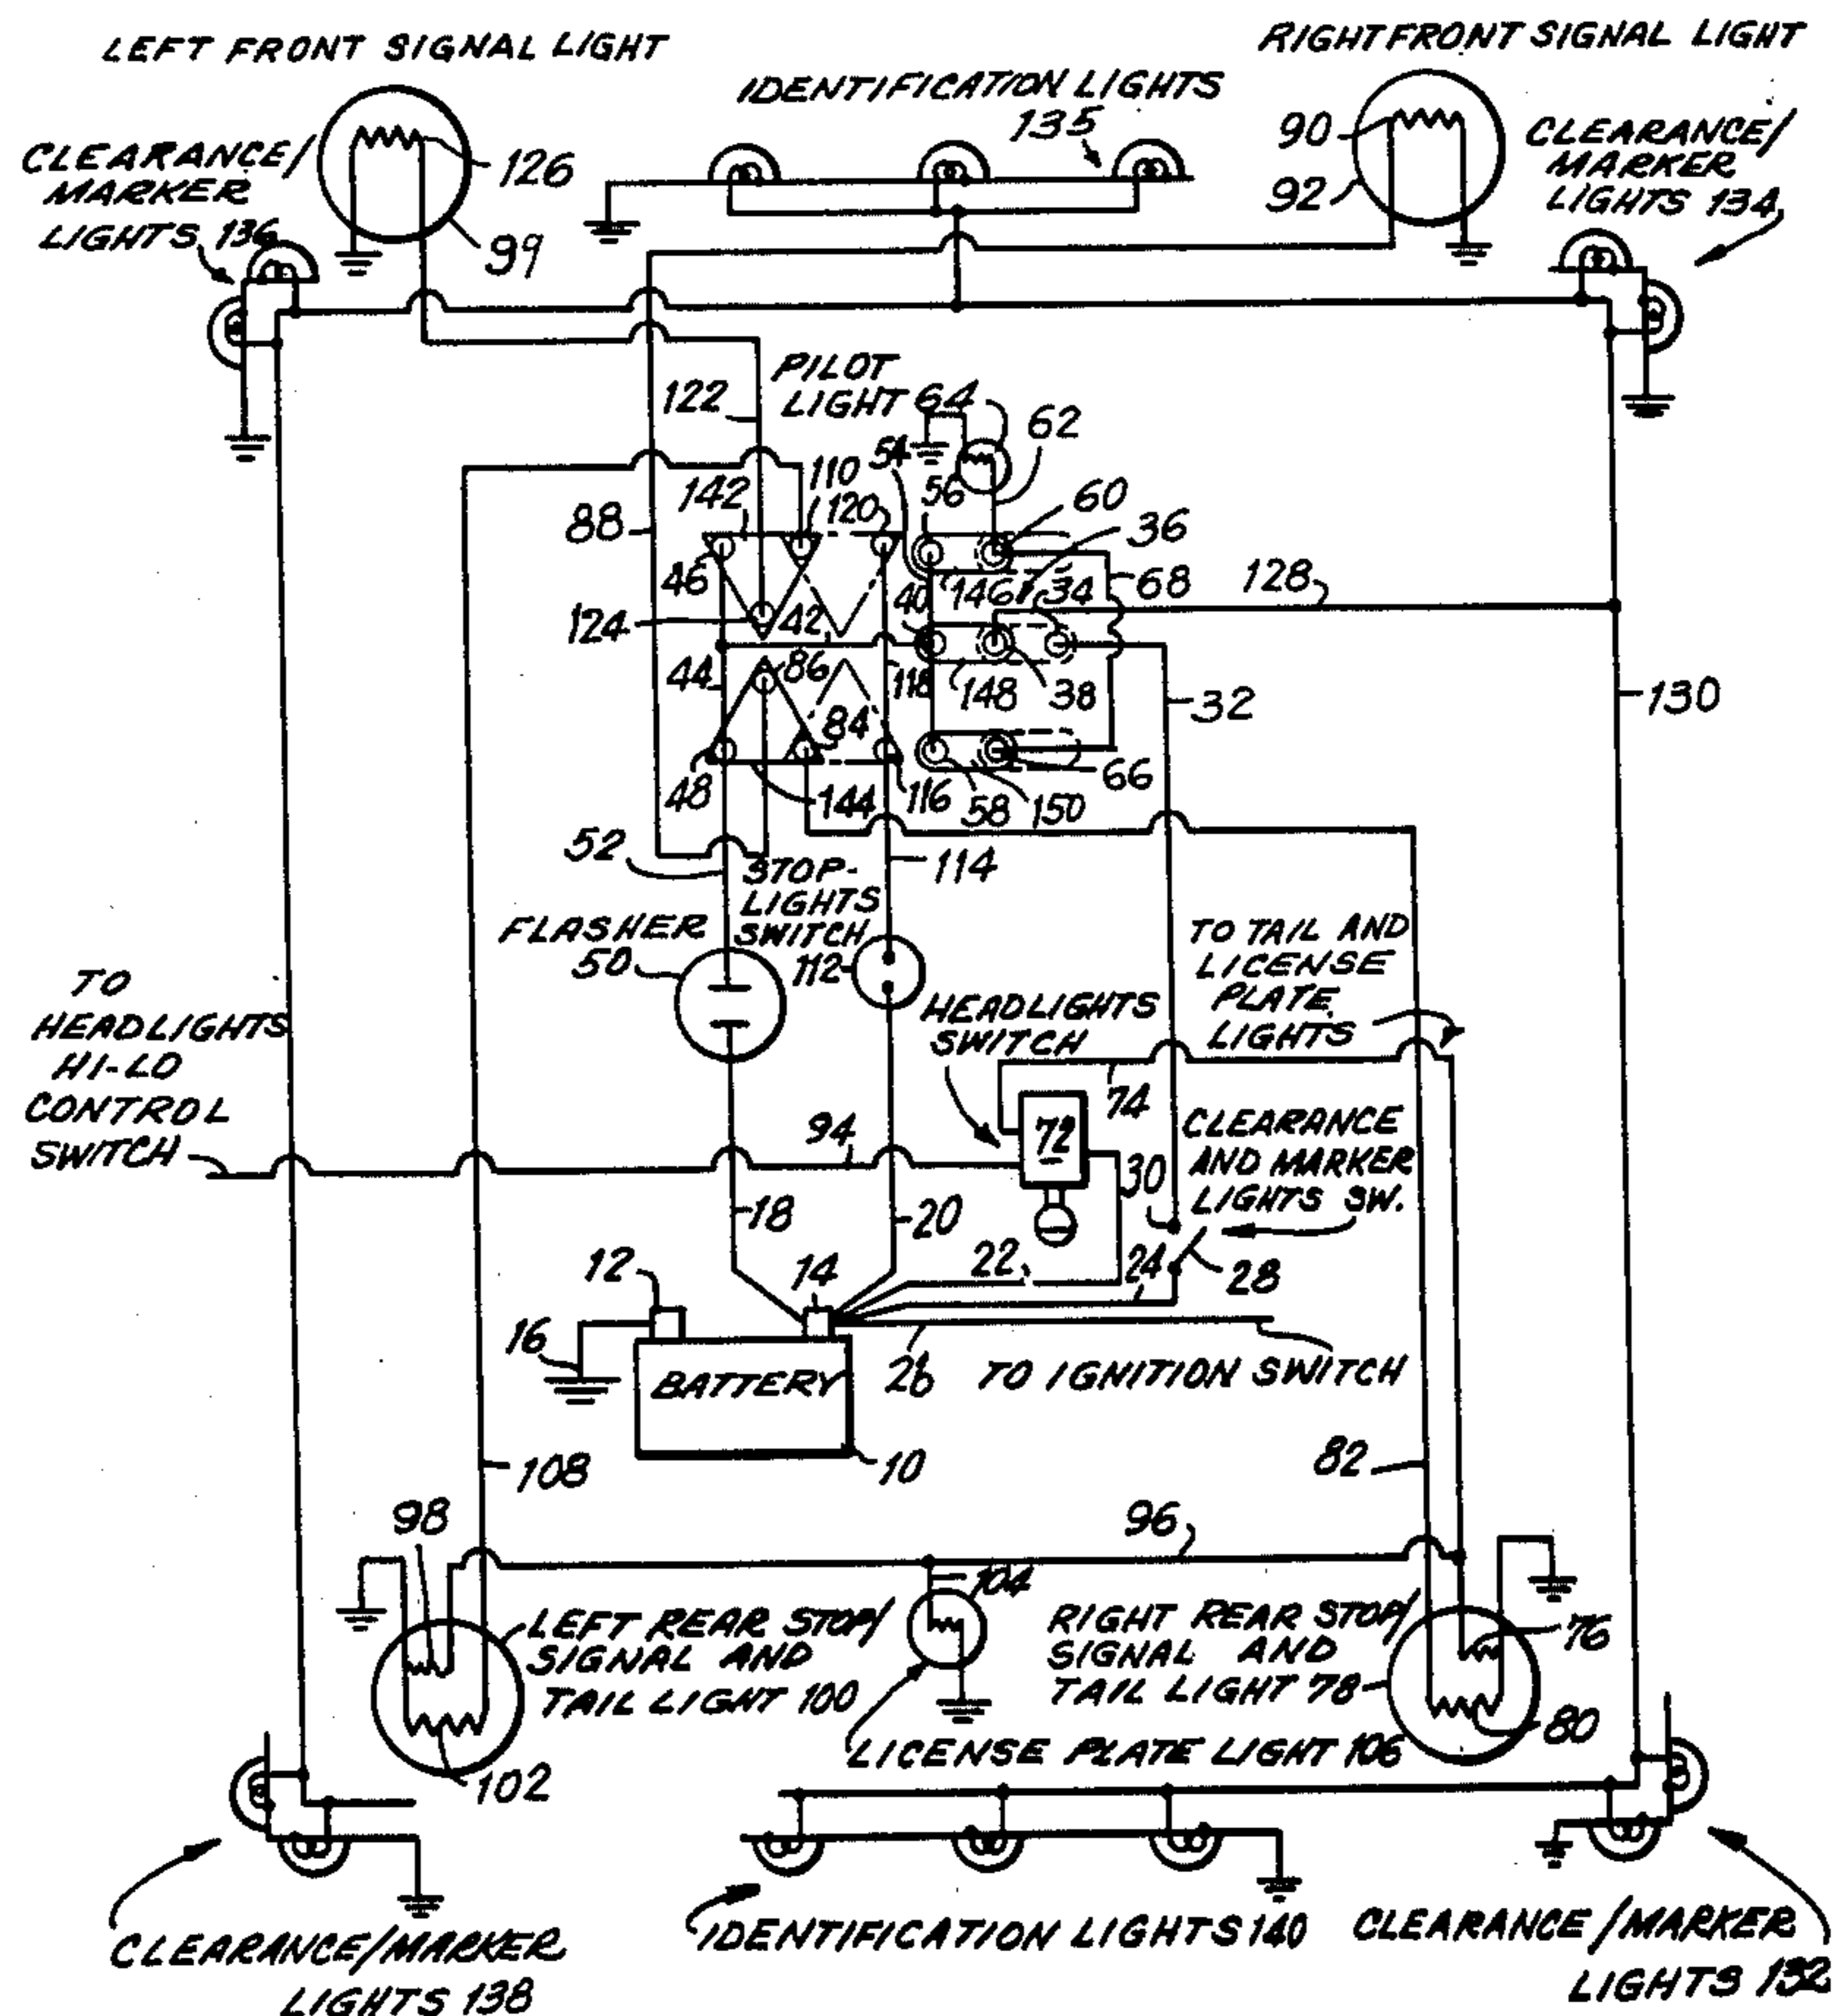 LEFT FRONT SIGNAL LIGHT
RIGHT FRONT SIGNAL LIGHT
IDENTIFICATION LIGHTS
135
CLEARANCE/
MARKER
LIGHTS 136
126
99
90
92
CLEARANCE/
MARKER
LIGHTS 134
PILOT
LIGHT 64
122
62
54
110
56
60
142
120
88
36
46
40
146
34
68
128
124
42
44
86
118
148
38
32
130
84
48
144
116
58
150
66
52
STOP-
LIGHTS
SWITCH
112
114
FLASHER
50
TO TAIL AND
LICENSE
PLATE
LIGHTS
TO
HEADLIGHTS
HI-LO
CONTROL
SWITCH
HEADLIGHTS
SWITCH
74
72
94
CLEARANCE
AND MARKER
LIGHTS SW.
30
18
20
22
24
28
12
14
16
BATTERY
26
TO IGNITION SWITCH
10
108
82
98
96
104
LEFT REAR STOP/
SIGNAL AND
TAIL LIGHT 100
RIGHT REAR STOP/
SIGNAL AND
TAIL LIGHT 78
76
80
LICENSE PLATE LIGHT 106
102
CLEARANCE/MARKER
LIGHTS 138
IDENTIFICATION LIGHTS 140
CLEARANCE/MARKER
LIGHTS 132